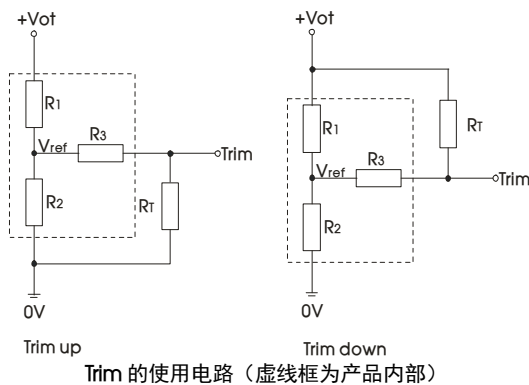 +Vot
R1
Vref
R3
Trim
R2
RT
0V
Trim up
+Vot
R1
RT
Vref
R3
Trim
R2
0V
Trim down
Trim 的使用电路（虚线框为产品内部）